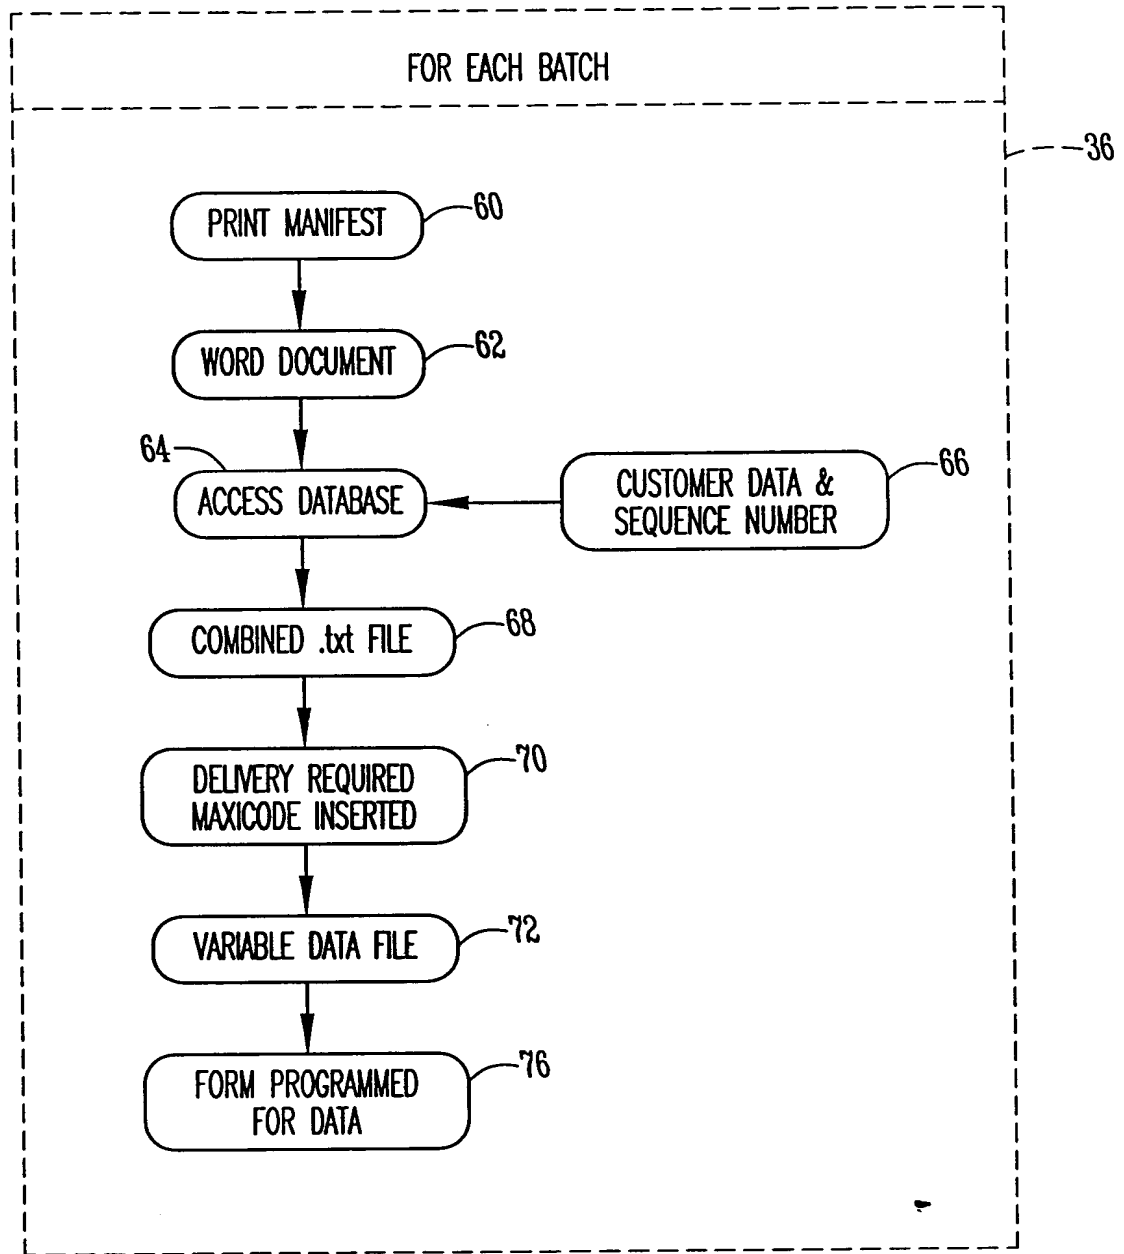 FOR EACH BATCH
36
PRINT MANIFEST
60
WORD DOCUMENT
62
64
ACCESS DATABASE
CUSTOMER DATA &
SEQUENCE NUMBER
66
COMBINED .txt FILE
68
DELIVERY REQUIRED
MAXICODE INSERTED
70
VARIABLE DATA FILE
72
FORM PROGRAMMED
FOR DATA
76